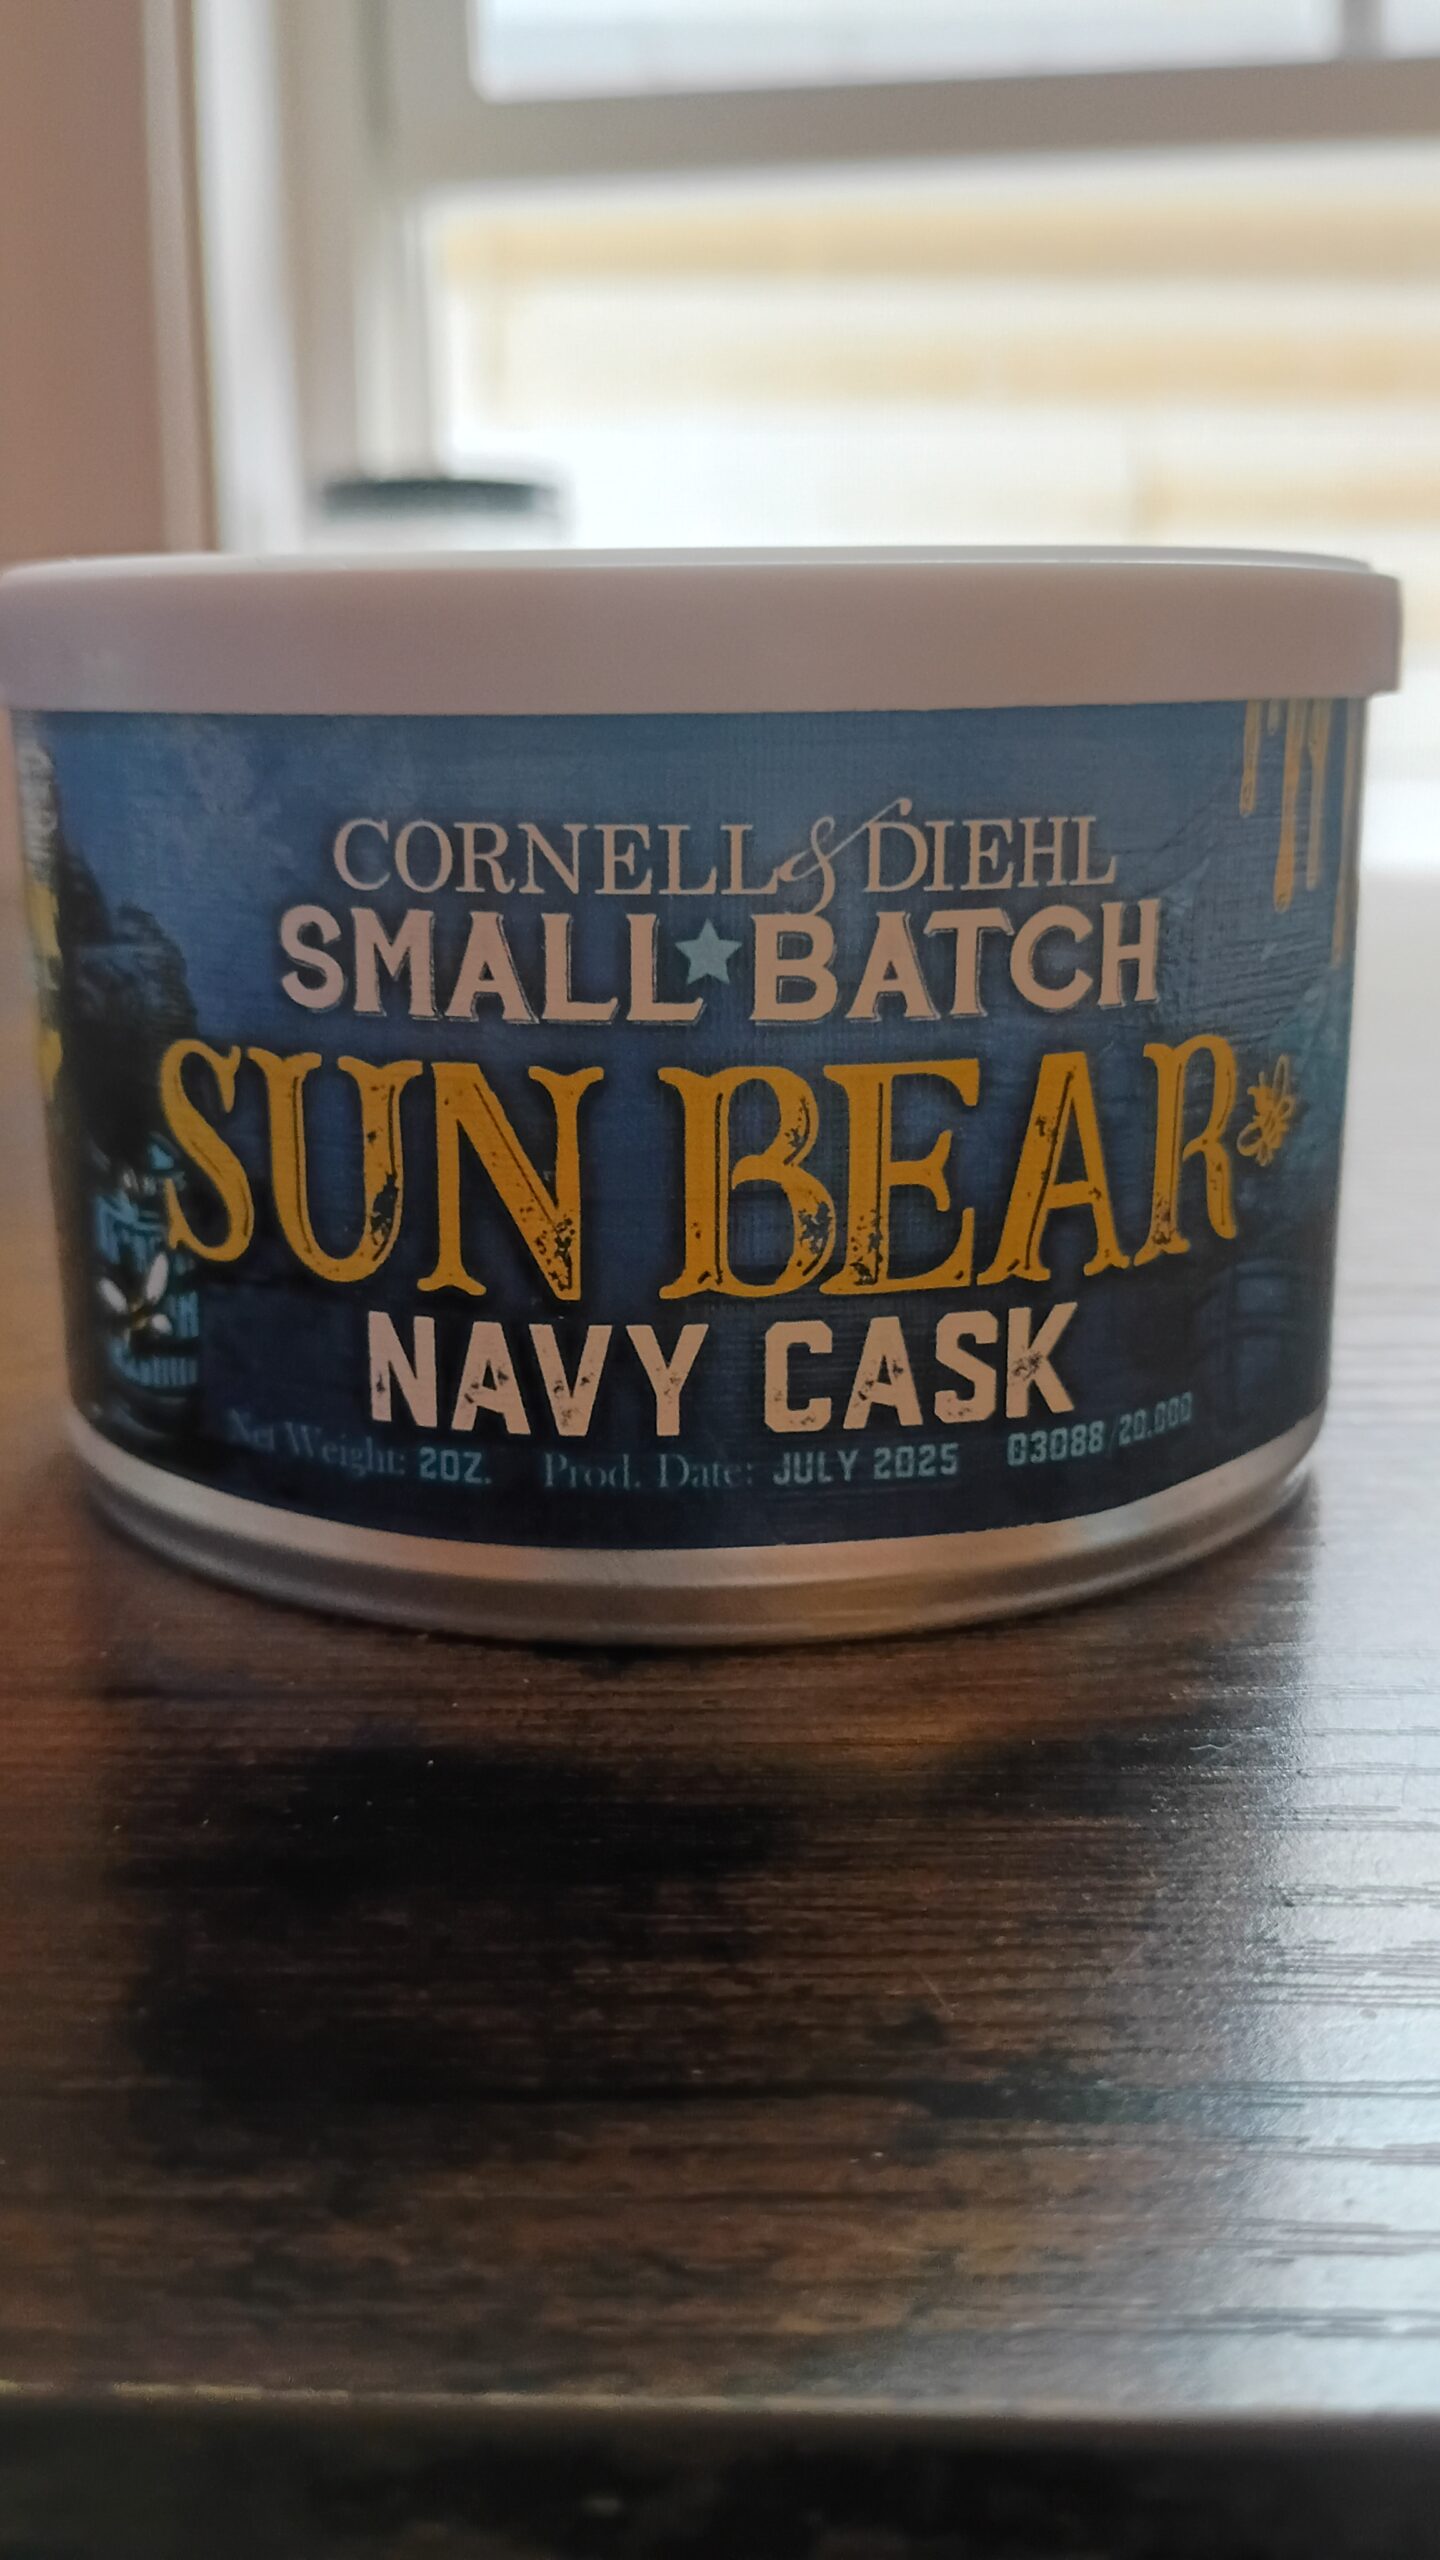 CORNELL & DIEHL
SMALL★BATCH
SUN BEAR
NAVY CASK
Net Weight: 2OZ. Prod. Date: JULY 2025 03088/20,000